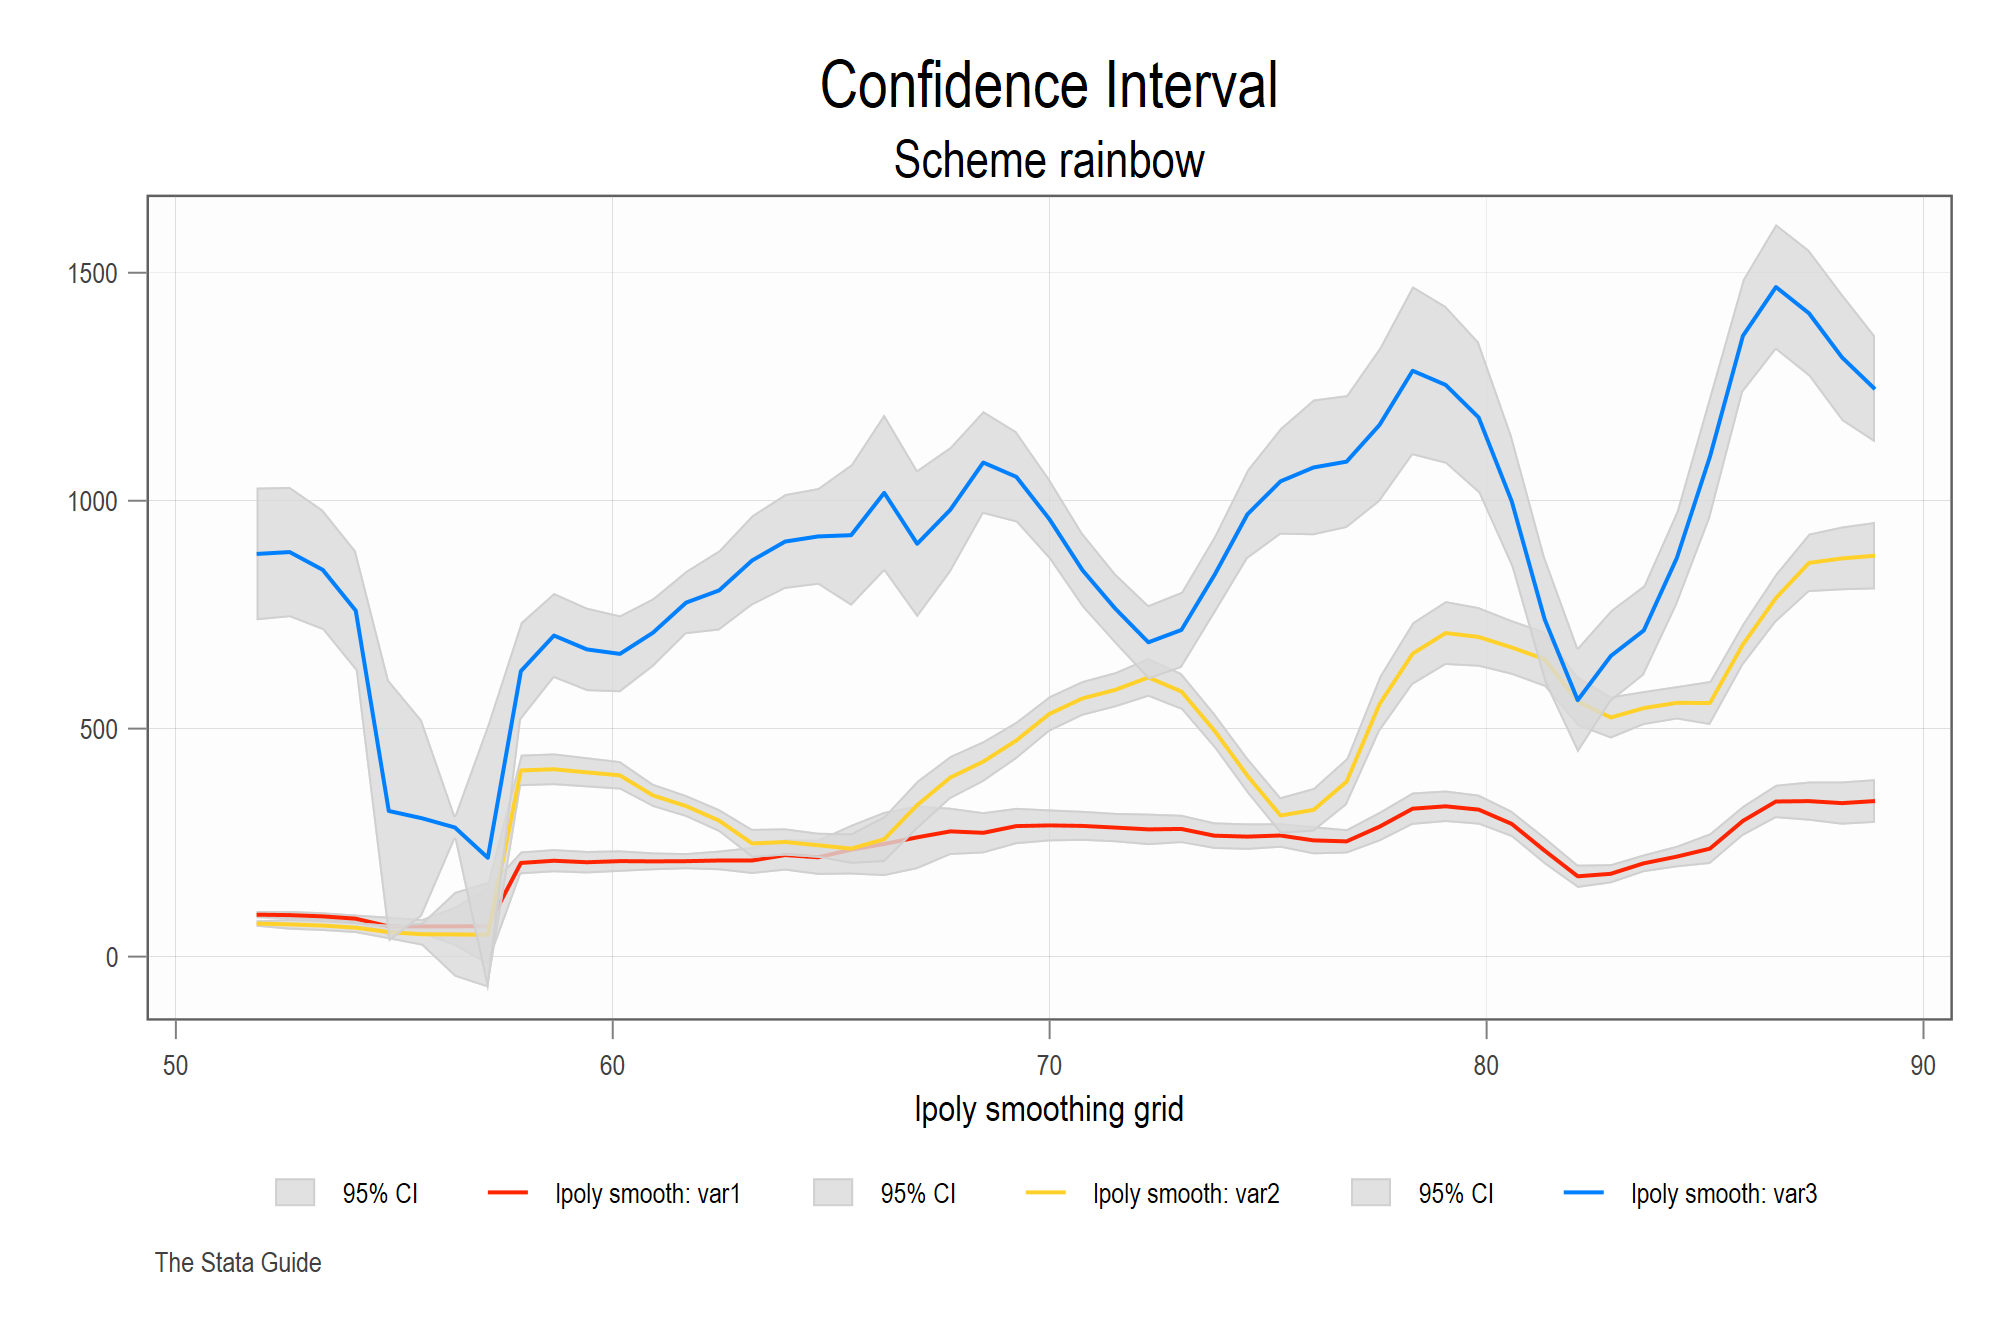 Confidence Interval
Scheme rainbow
1500
1000
500
0
50 60 70 80 90
lpoly smoothing grid
95% CI lpoly smooth: var1 95% CI lpoly smooth: var2 95% CI lpoly smooth: var3
The Stata Guide